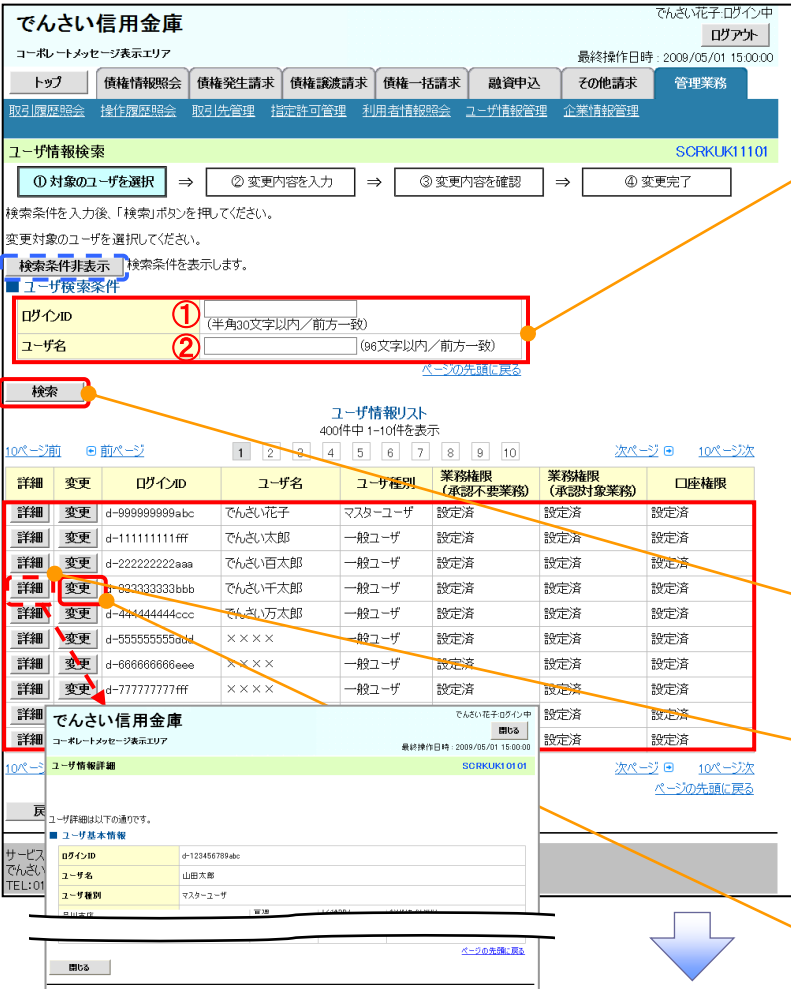 でんさい花子:ログイン中
でんさい信用金庫
ログアウト
コーポレートメッセージ表示エリア
最終操作日時：2009/05/01 15:00:00
トップ 債権情報照会 債権発生請求 債権譲渡請求 債権一括請求 融資申込 その他請求 管理業務
取引履歴照会 操作履歴照会 取引先管理 指定許可管理 利用者情報照会 ユーザ情報管理 企業情報管理
ユーザ情報検索 SCRKUK11101
① 対象のユーザを選択 ⇒ ② 変更内容を入力 ⇒ ③ 変更内容を確認 ⇒ ④ 変更完了
検索条件を入力後、「検索」ボタンを押してください。
変更対象のユーザを選択してください。
検索条件非表示 検索条件を表示します。
■ ユーザ検索条件
ログインID ① (半角30文字以内／前方一致)
ユーザ名 ② (96文字以内／前方一致)
ページの先頭に戻る
検索
ユーザ情報リスト
400件中 1-10件を表示
10ページ前 前ページ 1 2 3 4 5 6 7 8 9 10 次ページ 10ページ次
詳細 変更 ログインID ユーザ名 ユーザ種別 業務権限（承認不要業務） 業務権限（承認対象業務） 口座権限
詳細 変更 d-999999999abc でんさい花子 マスターユーザ 設定済 設定済 設定済
詳細 変更 d-111111111fff でんさい太郎 一般ユーザ 設定済 設定済 設定済
詳細 変更 d-222222222aaa でんさい百太郎 一般ユーザ 設定済 設定済 設定済
詳細 変更 d-333333333bbb でんさい千太郎 一般ユーザ 設定済 設定済 設定済
詳細 変更 d-444444444ccc でんさい万太郎 一般ユーザ 設定済 設定済 設定済
詳細 変更 d-555555555ddd ×××× 一般ユーザ 設定済 設定済 設定済
詳細 変更 d-666666666eee ×××× 一般ユーザ 設定済 設定済 設定済
詳細 変更 d-777777777fff ×××× 一般ユーザ 設定済 設定済 設定済
詳細 設定済 設定済
詳細 設定済 設定済
10ペー 次ページ 10ページ次
ページの先頭に戻る
戻
サービス
でんさい
TEL:01
でんさい花子:ログイン中
でんさい信用金庫
閉じる
コーポレートメッセージ表示エリア
最終操作日時：2009/05/01 15:00:00
ユーザ情報詳細 SCRKUK10101
ユーザ詳細は以下の通りです。
■ ユーザ基本情報
ログインID d-123456789abc
ユーザ名 山田太郎
ユーザ種別 マスターユーザ
ページの先頭に戻る
閉じる